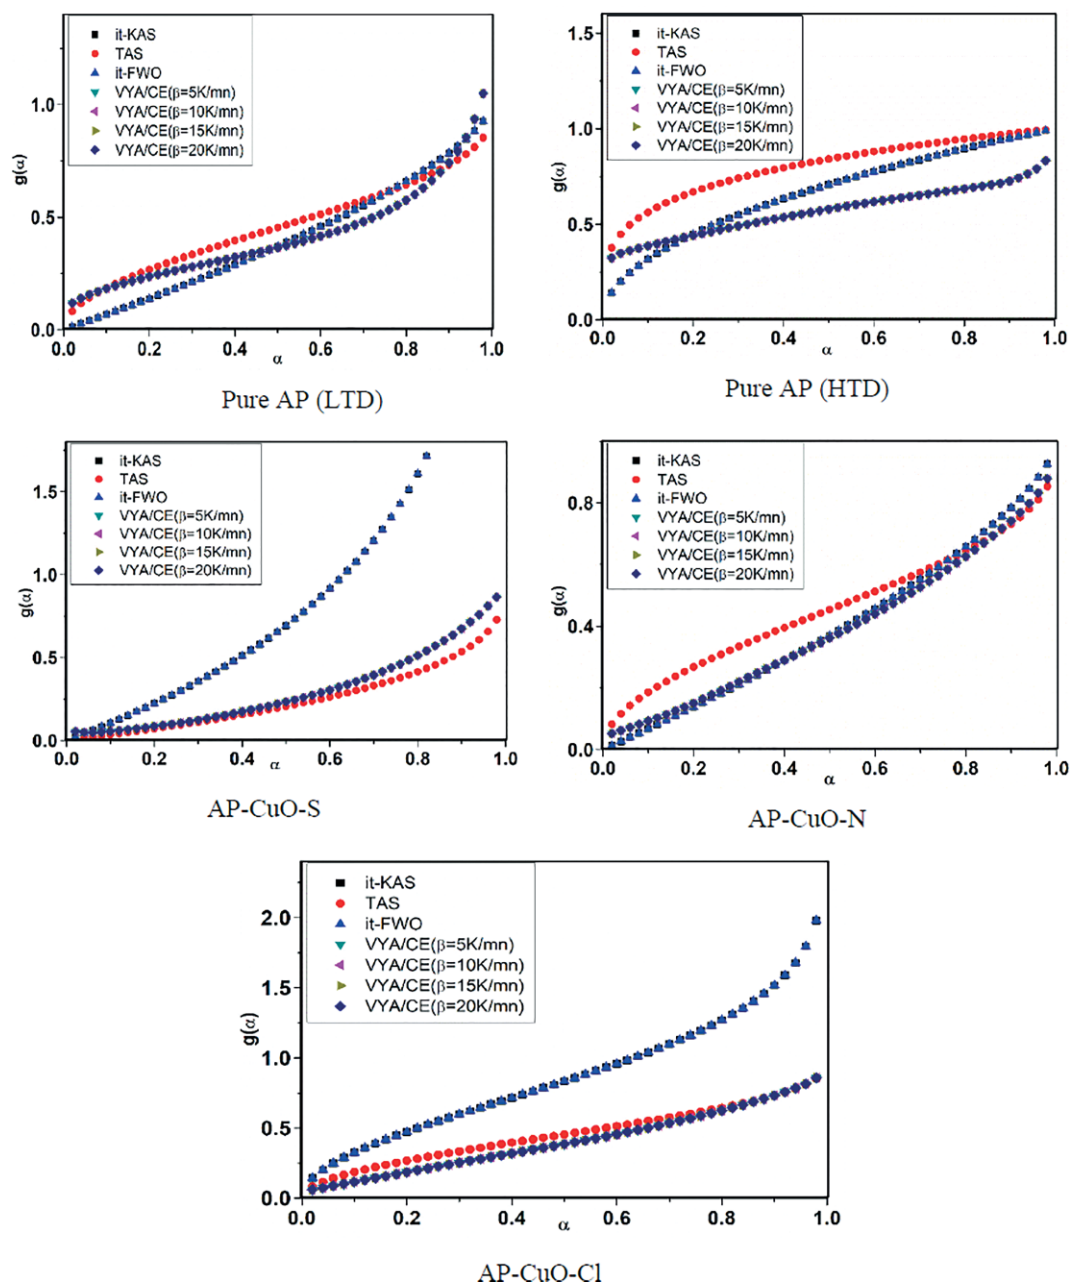 it-KAS
TAS
it-FWO
VYA/CE(β=5K/mn)
VYA/CE(β=10K/mn)
VYA/CE(β=15K/mn)
VYA/CE(β=20K/mn)
g(α)
1.0
0.5
0.0
0.0 0.2 0.4 0.6 0.8 1.0
α
Pure AP (LTD)
it-KAS
TAS
it-FWO
VYA/CE(β=5K/mn)
VYA/CE(β=10K/mn)
VYA/CE(β=15K/mn)
VYA/CE(β=20K/mn)
g(α)
1.5
1.0
0.5
0.0
0.0 0.2 0.4 0.6 0.8 1.0
α
Pure AP (HTD)
it-KAS
TAS
it-FWO
VYA/CE(β=5K/mn)
VYA/CE(β=10K/mn)
VYA/CE(β=15K/mn)
VYA/CE(β=20K/mn)
g(α)
1.5
1.0
0.5
0.0
0.0 0.2 0.4 0.6 0.8 1.0
α
AP-CuO-S
it-KAS
TAS
it-FWO
VYA/CE(β=5K/mn)
VYA/CE(β=10K/mn)
VYA/CE(β=15K/mn)
VYA/CE(β=20K/mn)
g(α)
0.8
0.4
0.0
0.0 0.2 0.4 0.6 0.8 1.0
α
AP-CuO-N
it-KAS
TAS
it-FWO
VYA/CE(β=5K/mn)
VYA/CE(β=10K/mn)
VYA/CE(β=15K/mn)
VYA/CE(β=20K/mn)
g(α)
2.0
1.5
1.0
0.5
0.0
0.0 0.2 0.4 0.6 0.8 1.0
α
AP-CuO-Cl